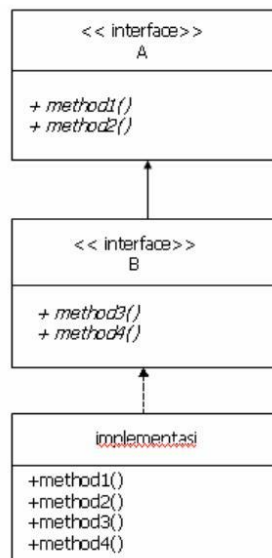 << interface>>
A
+ method1()
+ method2()
<< interface>>
B
+ method3()
+ method4()
implementasi
+method1()
+method2()
+method3()
+method4()